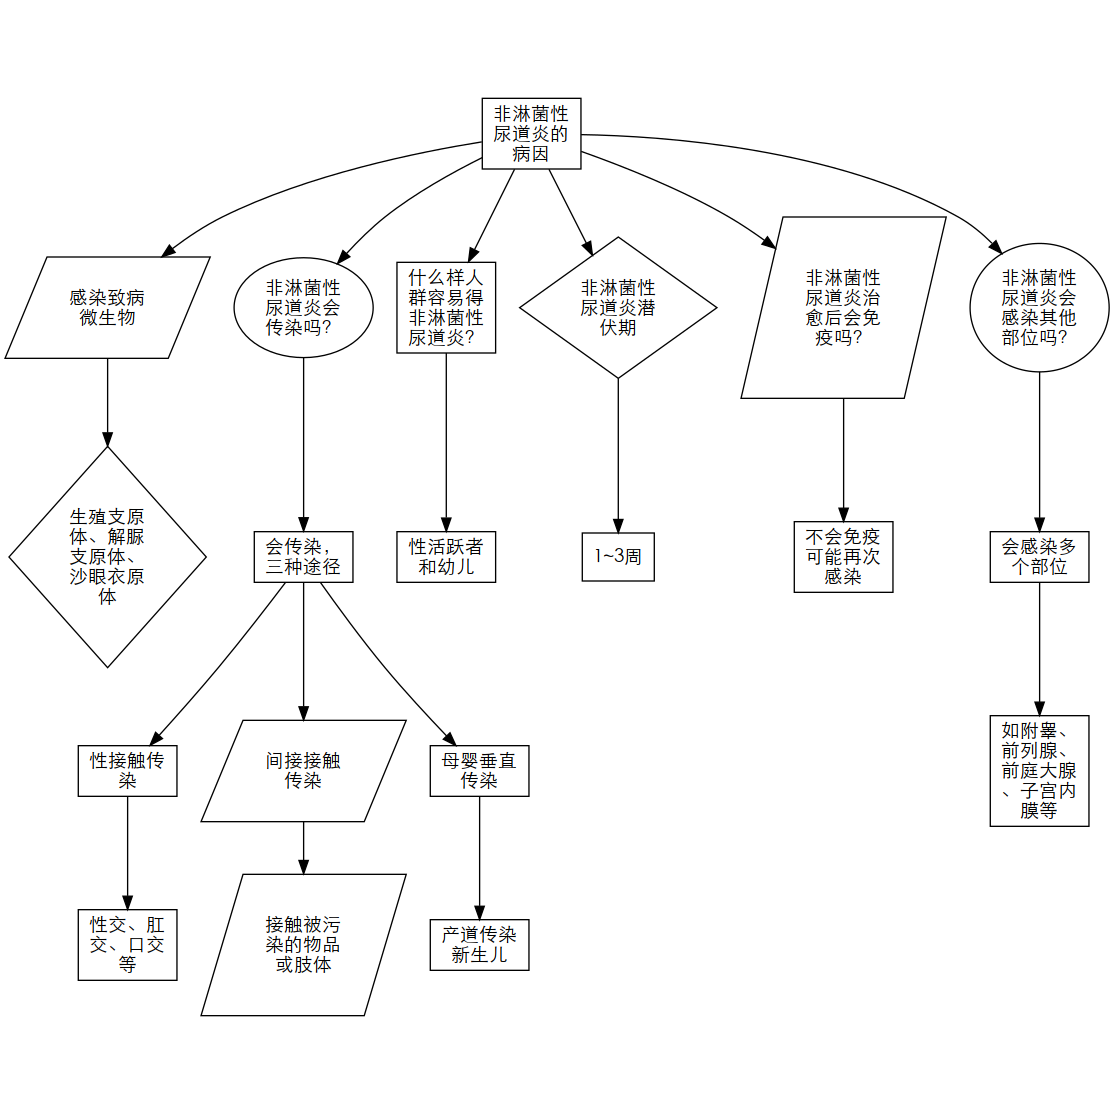 非淋菌性
尿道炎的
病因
感染致病
微生物
非淋菌性
尿道炎会
传染吗?
什么样人
群容易得
非淋菌性
尿道炎?
非淋菌性
尿道炎潜
伏期
非淋菌性
尿道炎治
愈后会免
疫吗?
非淋菌性
尿道炎会
感染其他
部位吗?
生殖支原
体、解脲
支原体、
沙眼衣原
体
会传染，
三种途径
性活跃者
和幼儿
1~3周
不会免疫
可能再次
感染
会感染多
个部位
性接触传
染
间接接触
传染
母婴垂直
传染
如附睾、
前列腺、
前庭大腺
、子宫内
膜等
性交、肛
交、口交
等
接触被污
染的物品
或肢体
产道传染
新生儿